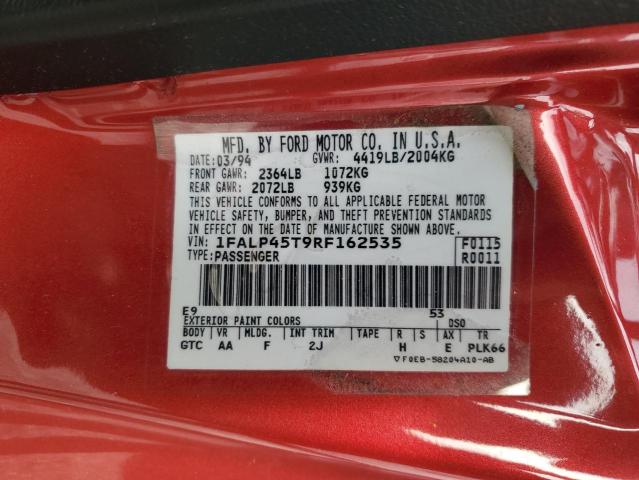 MFD. BY FORD MOTOR CO. IN U.S.A.
DATE: 03/94 GVWR: 4419LB/2004KG
FRONT GAWR: 2364LB 1072KG
REAR GAWR: 2072LB 939KG
THIS VEHICLE CONFORMS TO ALL APPLICABLE FEDERAL MOTOR
VEHICLE SAFETY, BUMPER, AND THEFT PREVENTION STANDARDS
IN EFFECT ON THE DATE OF MANUFACTURE SHOWN ABOVE.
VIN: 1FALP45T9RF162535 F0115
TYPE: PASSENGER R0011
E9 53
EXTERIOR PAINT COLORS DSO
BODY VR MLDG. INT TRIM TAPE R S AX TR
GTC AA F 2J H E PLK66
▽F0EB-58204A10-AB